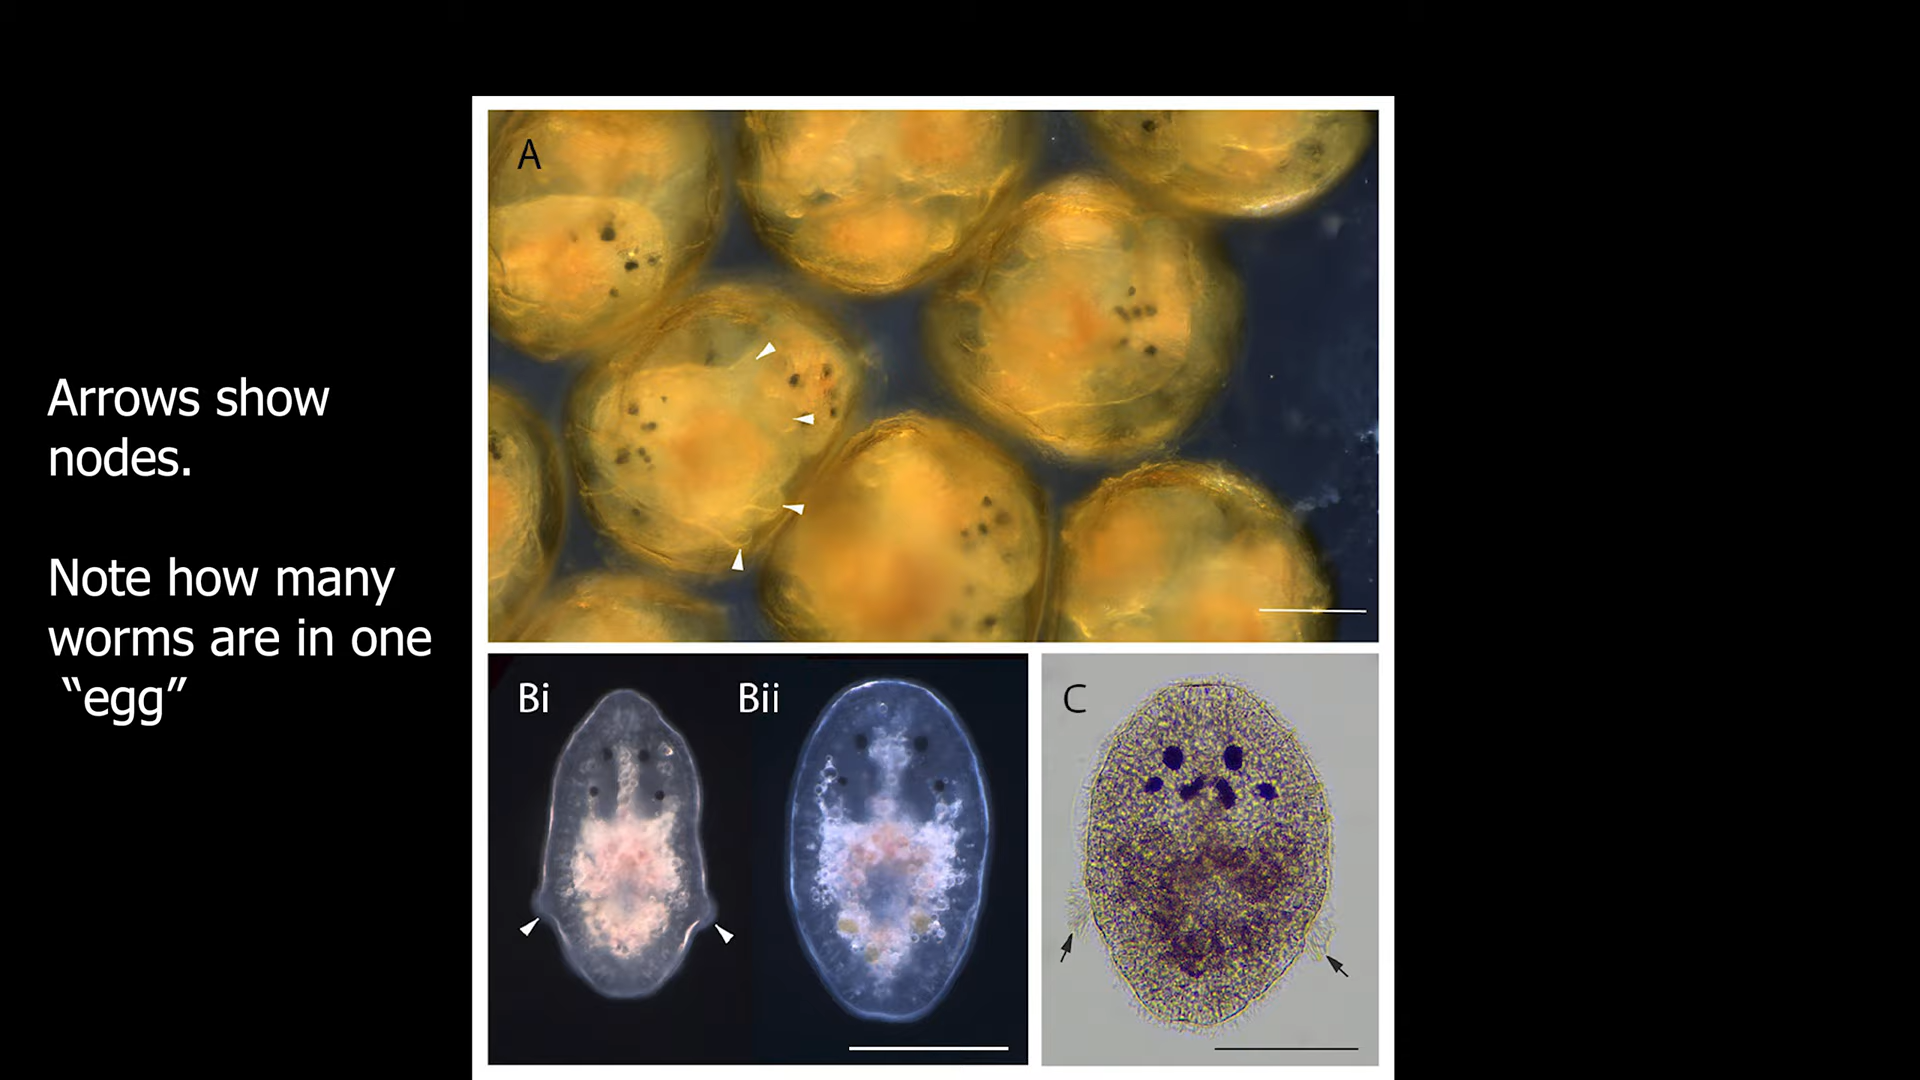 Arrows show
nodes.
Note how many
worms are in one
“egg”
A
Bi
Bii
C